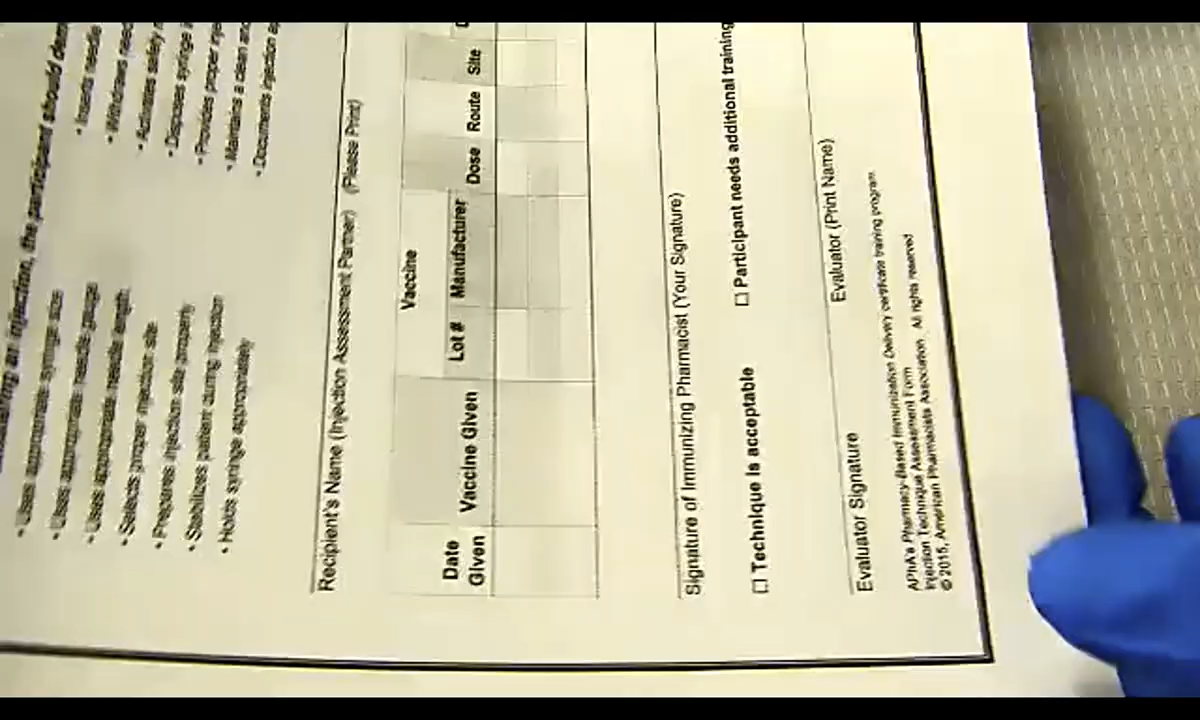 an injection, the participant should dem
• Uses appropriate syringe size
• Uses appropriate needle gauge
• Uses appropriate needle length
• Selects proper injection site
• Prepares injection site properly
• Stabilizes patient during injection
• Holds syringe appropriately
• Inserts needle
• Withdraws need
• Activates safety
• Disposes syringe
• Provides proper inje
• Maintains a clean and
• Documents injection ap
Recipient's Name (Injection Assessment Partner) (Please Print)
Vaccine
Date Given
Vaccine Given
Lot #
Manufacturer
Dose
Route
Site
Signature of Immunizing Pharmacist (Your Signature)
☐ Technique is acceptable ☐ Participant needs additional training
Evaluator Signature Evaluator (Print Name)
APhA's Pharmacy-Based Immunization Delivery certificate training program.
Injection Technique Assessment Form
© 2015, American Pharmacists Association. All rights reserved